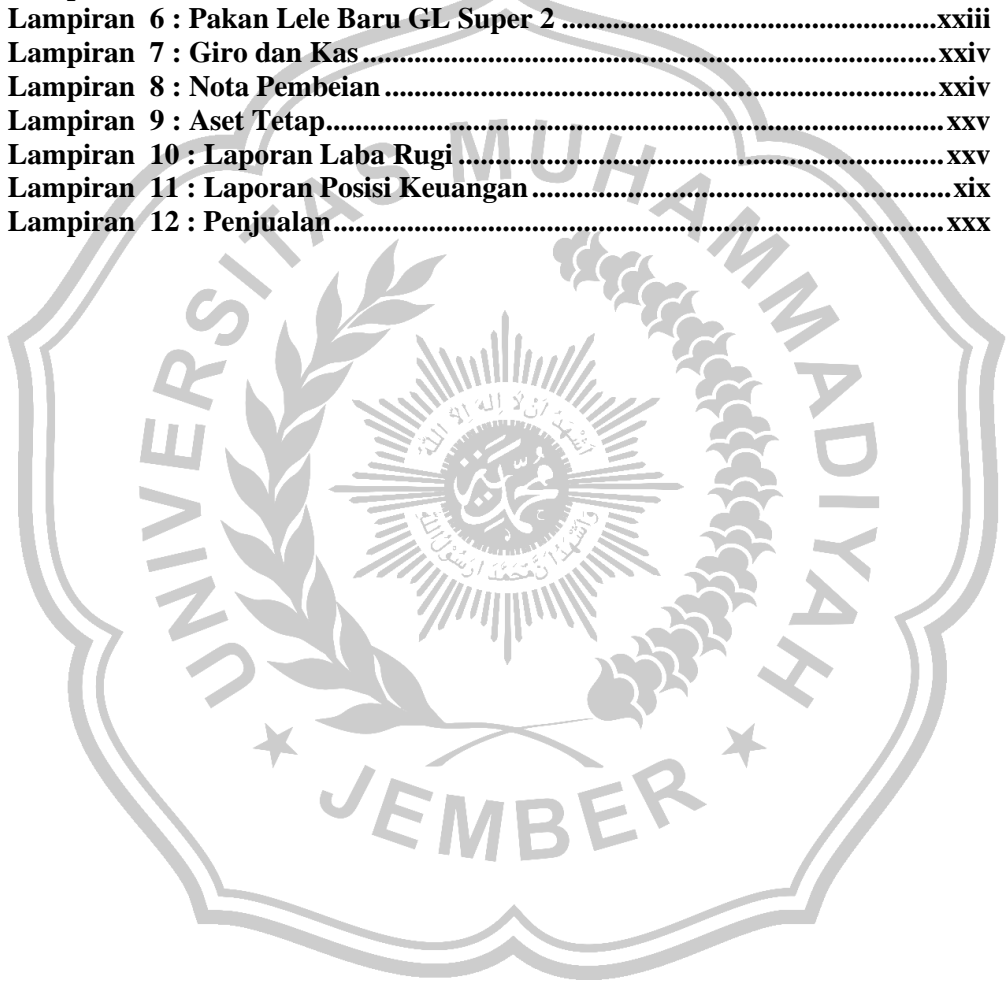 Lampiran 6 : Pakan Lele Baru GL Super 2 ................................................................xxiii
Lampiran 7 : Giro dan Kas ................................................................xxiv
Lampiran 8 : Nota Pembeian ................................................................xxiv
Lampiran 9 : Aset Tetap................................................................xxv
Lampiran 10 : Laporan Laba Rugi ................................................................xxv
Lampiran 11 : Laporan Posisi Keuangan ................................................................xix
Lampiran 12 : Penjualan................................................................xxx
UNIVERSITAS MUHAMMADIYAH
JEMBER